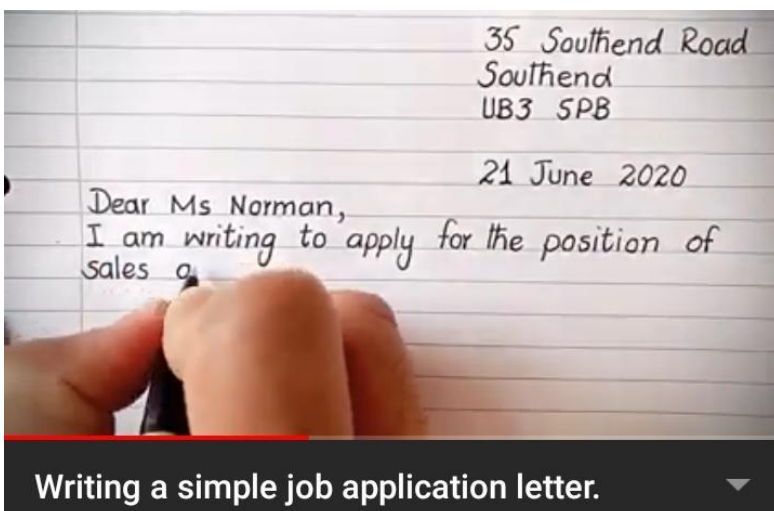 35 Southend Road
Southend
UB3 5PB
21 June 2020
Dear Ms Norman,
I am writing to apply for the position of
sales a
Writing a simple job application letter.